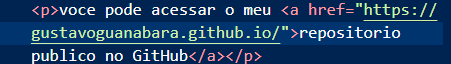 <p>voce pode acessar o meu <a href="https://
gustavoguanabara.github.io/">repositorio
publico no GitHub</a></p>